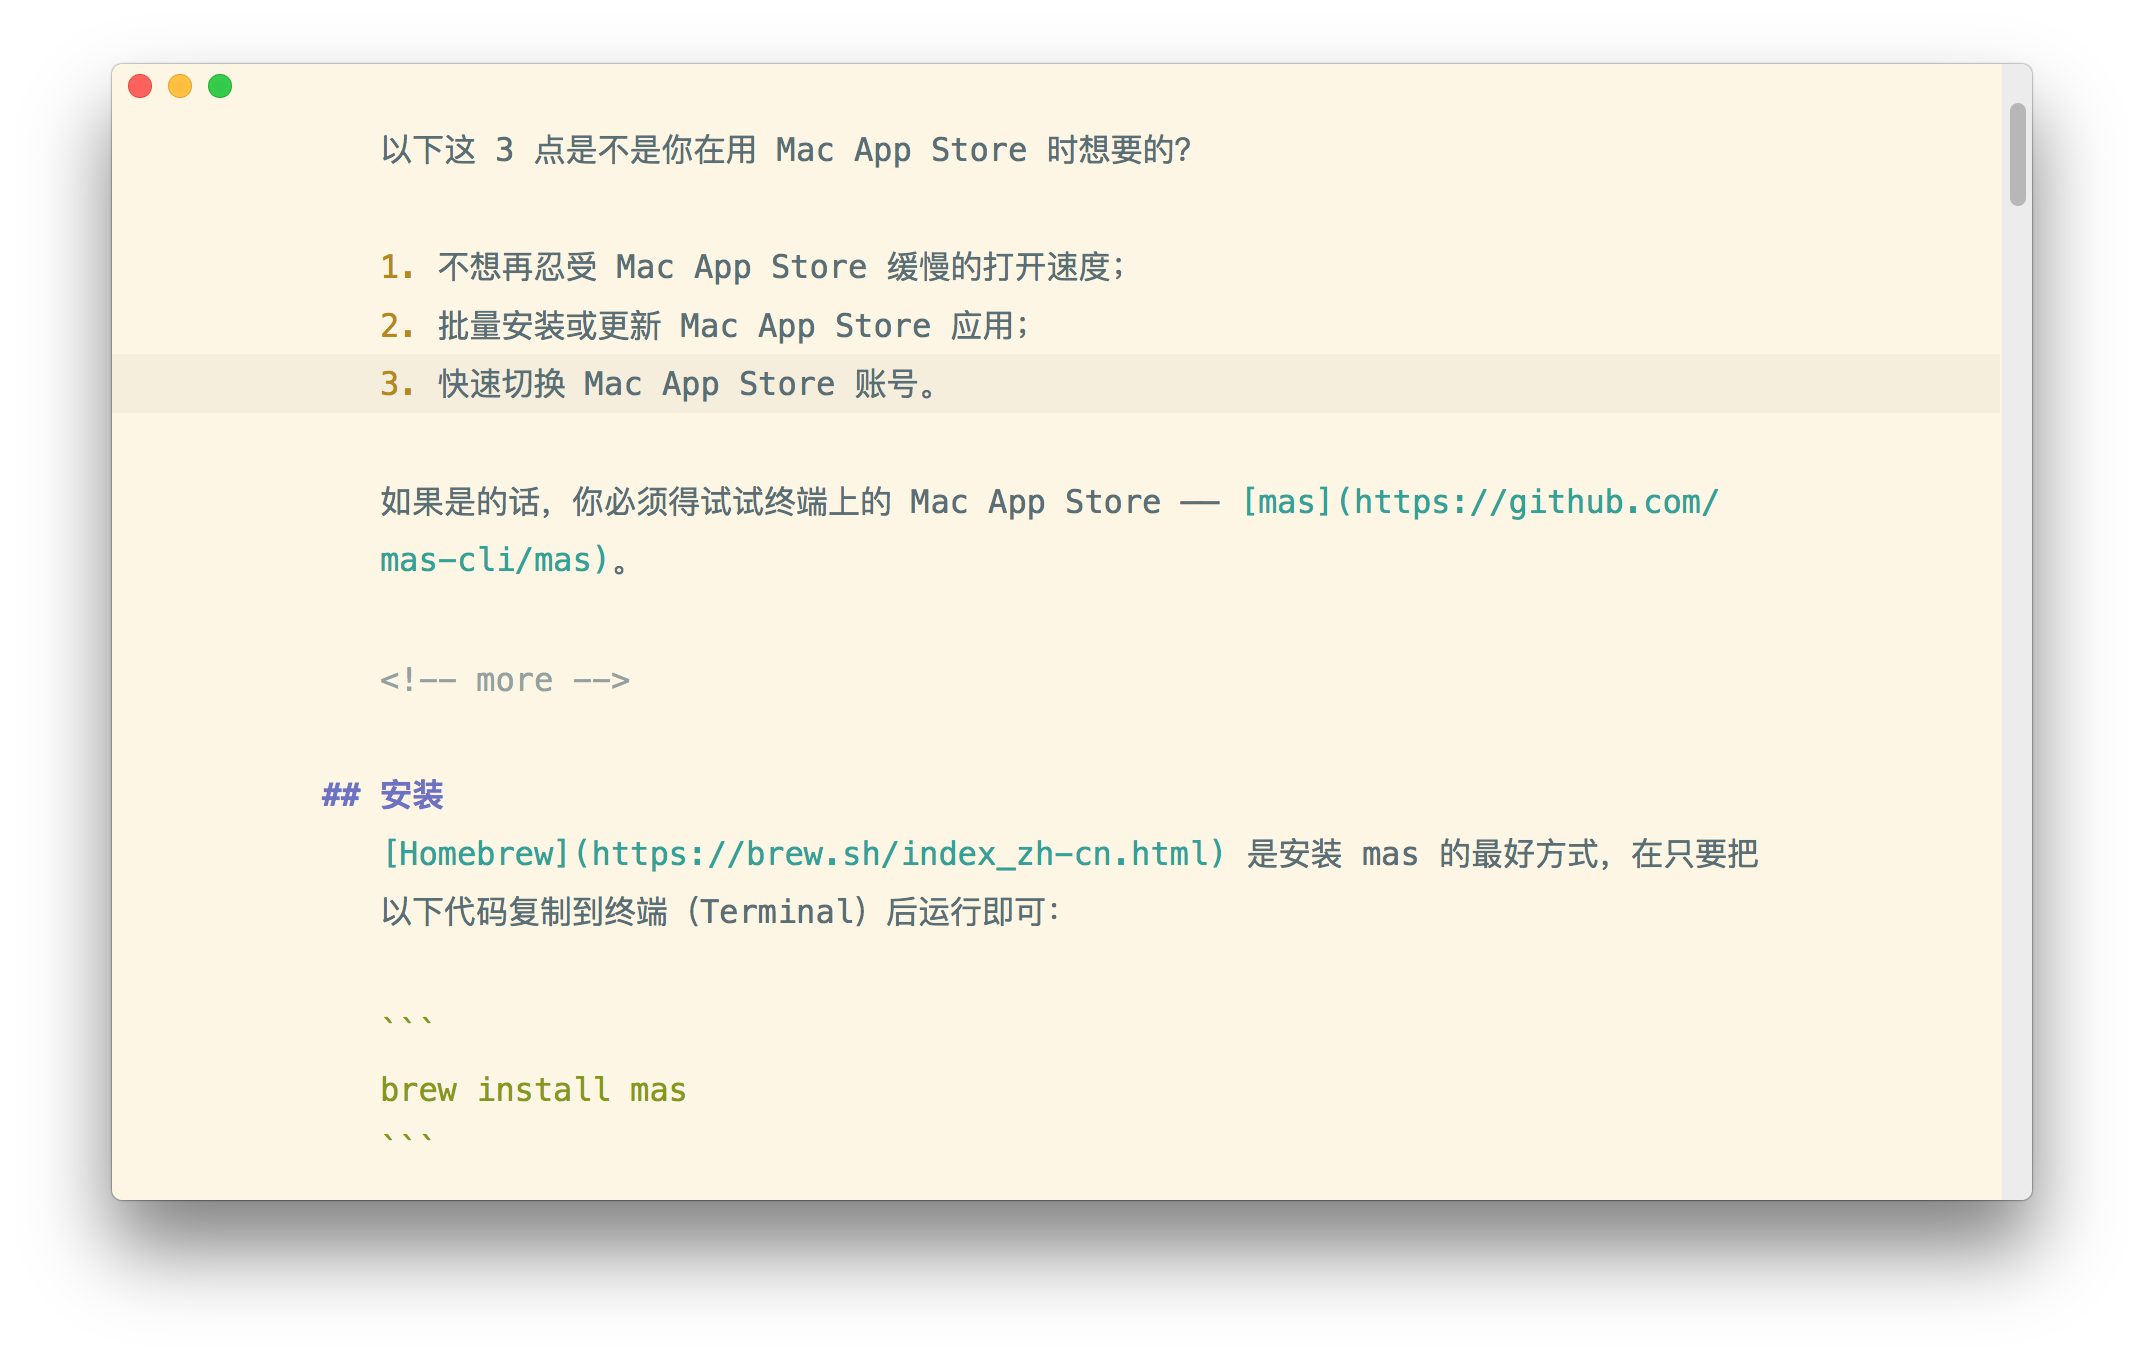 以下这 3 点是不是你在用 Mac App Store 时想要的？
1. 不想再忍受 Mac App Store 缓慢的打开速度；
2. 批量安装或更新 Mac App Store 应用；
3. 快速切换 Mac App Store 账号。
如果是的话，你必须得试试终端上的 Mac App Store —— [mas](https://github.com/
mas-cli/mas)。
<!-- more -->
## 安装
[Homebrew](https://brew.sh/index_zh-cn.html) 是安装 mas 的最好方式，在只要把
以下代码复制到终端（Terminal）后运行即可：
```
brew install mas
```